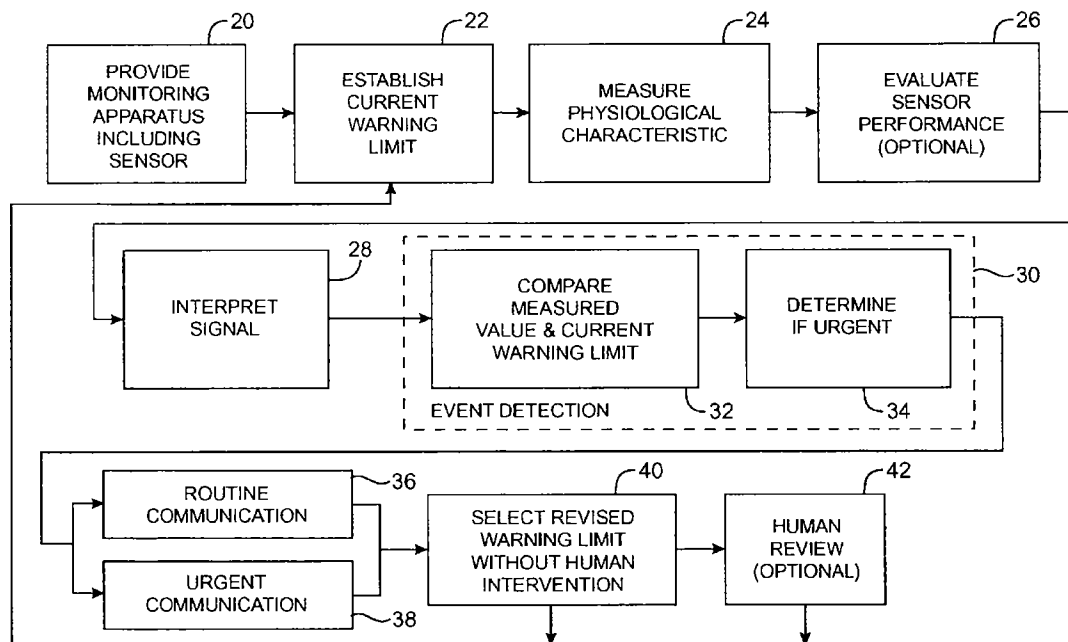 20
PROVIDE
MONITORING
APPARATUS
INCLUDING
SENSOR
22
ESTABLISH
CURRENT
WARNING
LIMIT
24
MEASURE
PHYSIOLOGICAL
CHARACTERISTIC
26
EVALUATE
SENSOR
PERFORMANCE
(OPTIONAL)
28
INTERPRET
SIGNAL
30
COMPARE
MEASURED
VALUE & CURRENT
WARNING LIMIT
32
DETERMINE
IF URGENT
34
EVENT DETECTION
36
ROUTINE
COMMUNICATION
URGENT
COMMUNICATION
38
40
SELECT REVISED
WARNING LIMIT
WITHOUT HUMAN
INTERVENTION
42
HUMAN
REVIEW
(OPTIONAL)